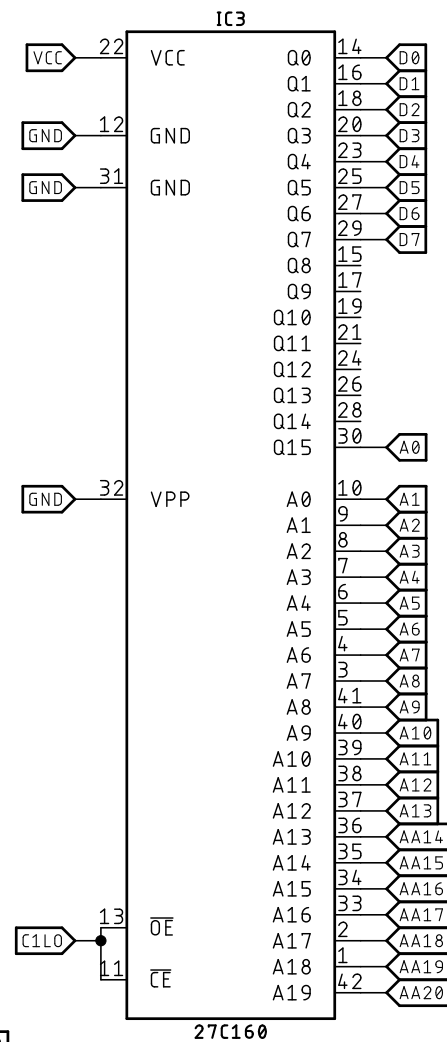 IC3
VCC 22 VCC Q0 14 D0
Q1 16 D1
Q2 18 D2
GND 12 GND Q3 20 D3
Q4 23 D4
GND 31 GND Q5 25 D5
Q6 27 D6
Q7 29 D7
Q8 15
Q9 17
Q10 19
Q11 21
Q12 24
Q13 26
Q14 28
Q15 30 A0
GND 32 VPP A0 10 A1
A1 9 A2
A2 8 A3
A3 7 A4
A4 6 A5
A5 5 A6
A6 4 A7
A7 3 A8
A8 41 A9
A9 40 A10
A10 39 A11
A11 38 A12
A12 37 A13
A13 36 AA14
A14 35 AA15
A15 34 AA16
13 OE A16 33 AA17
C1LO A17 2 AA18
11 CE A18 1 AA19
A19 42 AA20
27C160